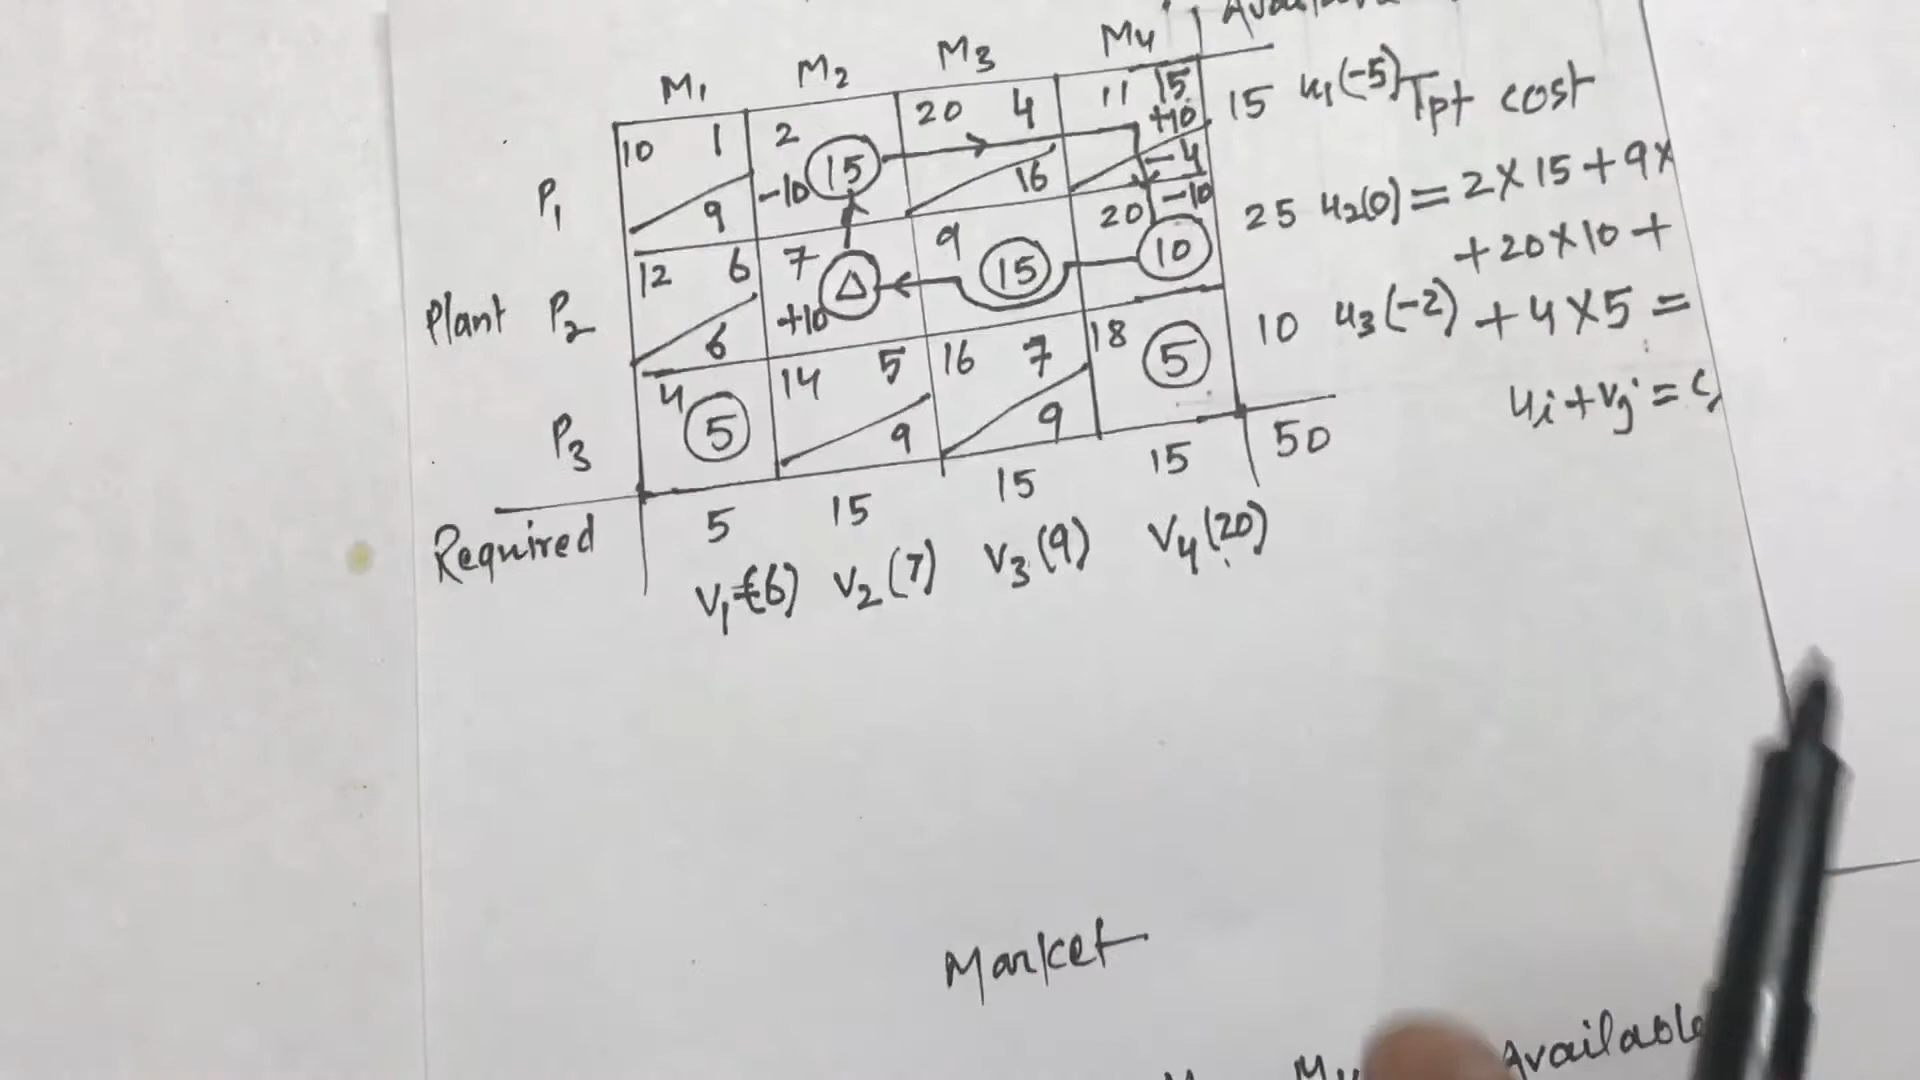 Available
M1 M2 M3 M4
P1 10 1 9 2 15 -10 20 4 16 11 15 +10 -4 15 u1(-5)
Plant P2 12 6 6 7 Δ +10 9 15 20 -10 10 25 u2(0)
P3 4 5 14 5 9 16 7 9 18 5 10 u3(-2)
Required 5 15 15 15 50
V1=(-6) V2(7) V3(9) V4(20)
Tpt cost
= 2×15+9×
+20×10+
+4×5=
ui+vj=
Market
Available